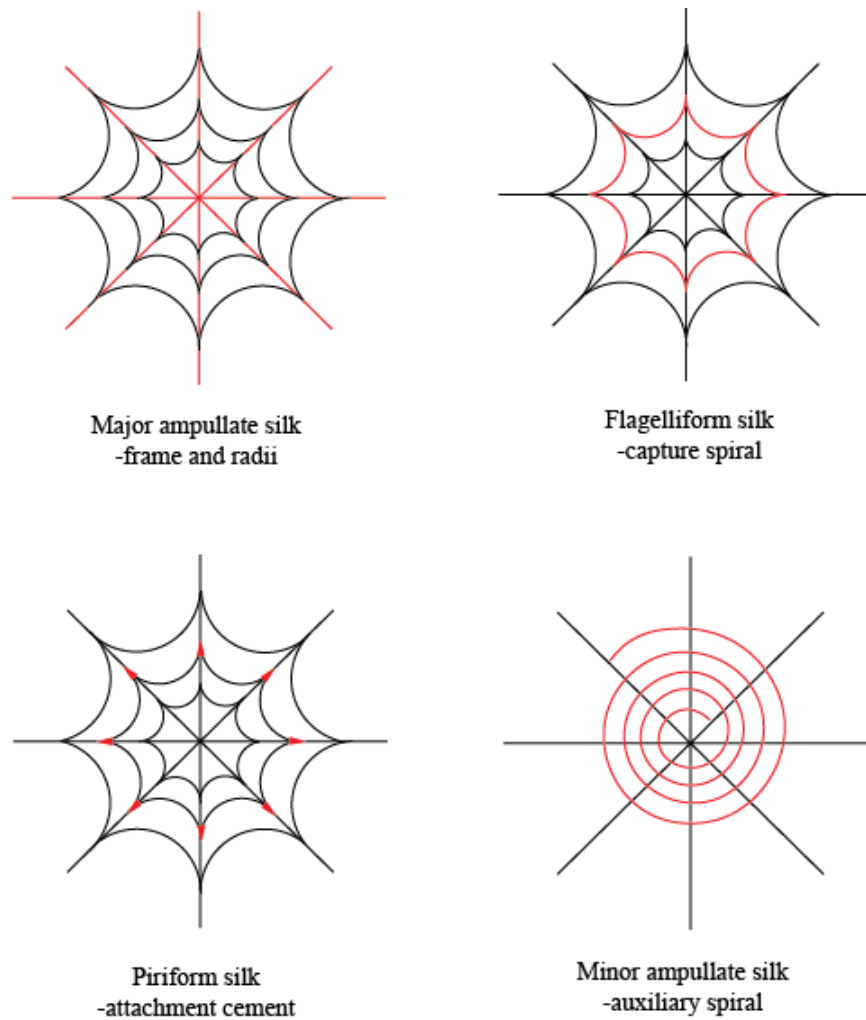 Major ampullate silk
-frame and radii
Flagelliform silk
-capture spiral
Piriform silk
-attachment cement
Minor ampullate silk
-auxiliary spiral